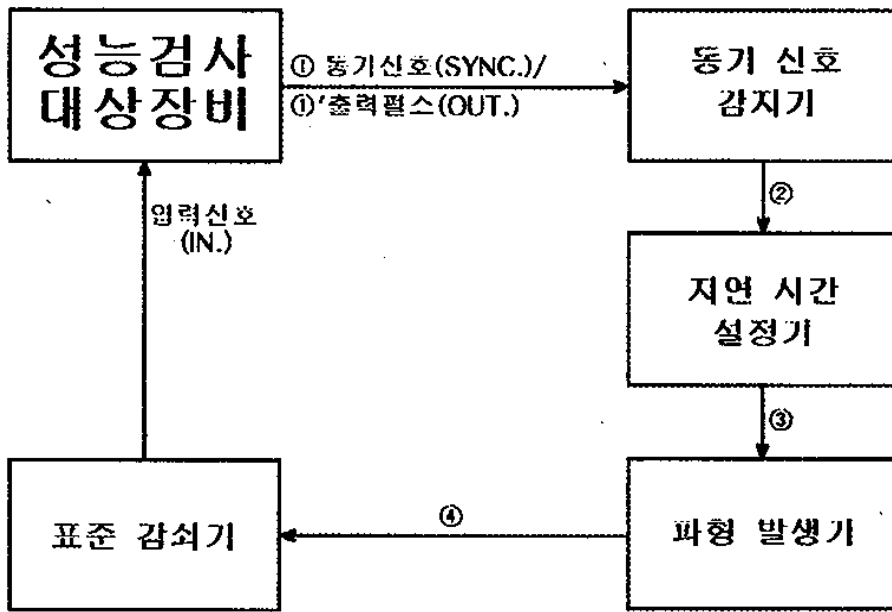 성능검사
대상장비
① 동기신호(SYNC.)/
①'출력펄스(OUT.)
동기 신호
감지기
②
입력신호
(IN.)
지연 시간
설정기
③
표준 감쇠기
④
파형 발생기